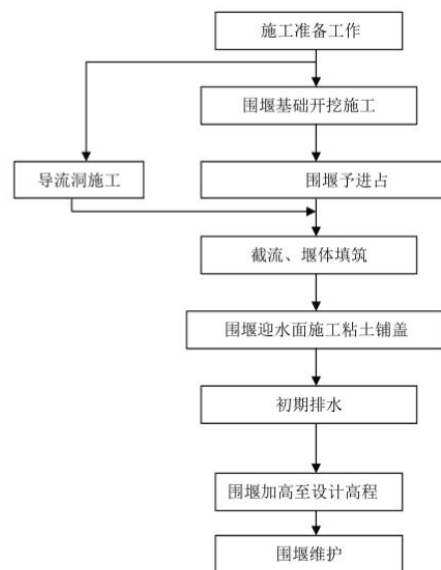 施工准备工作
围堰基础开挖施工
导流洞施工
围堰予进占
截流、堰体填筑
围堰迎水面施工粘土铺盖
初期排水
围堰加高至设计高程
围堰维护